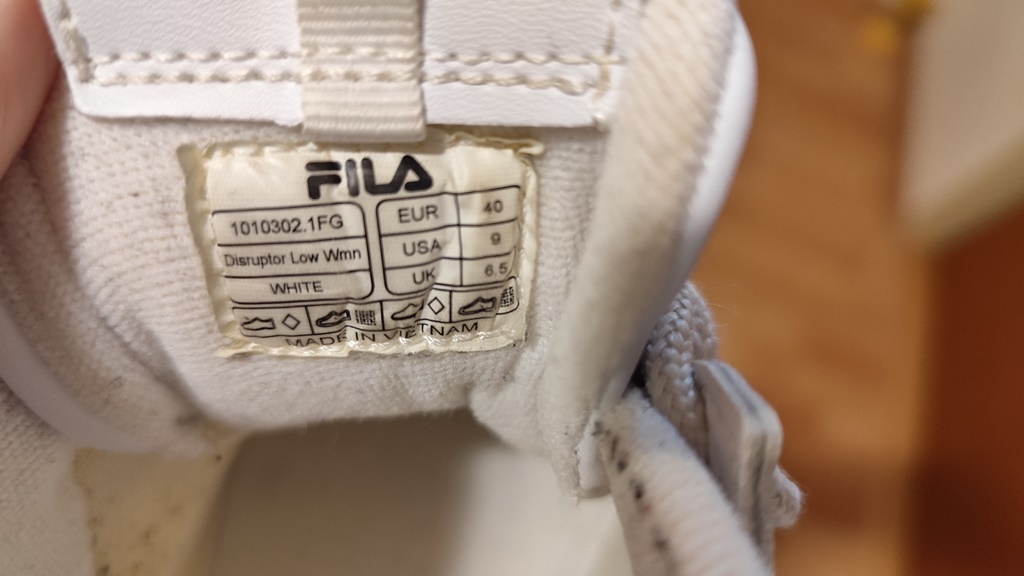 FILA
1010302.1FG
Disruptor Low Wmn
WHITE
EUR 40
USA 9
UK 6.5
MADE IN VIETNAM